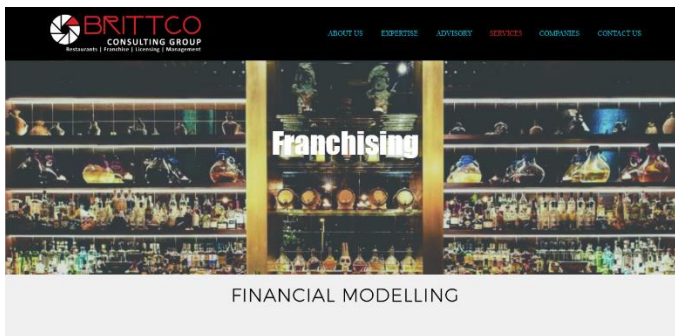 BRITTCO
CONSULTING GROUP
Restaurants | Franchise | Licensing | Management
ABOUT US EXPERTISE ADVISORY SERVICES COMPANIES CONTACT US
Franchising
FINANCIAL MODELLING